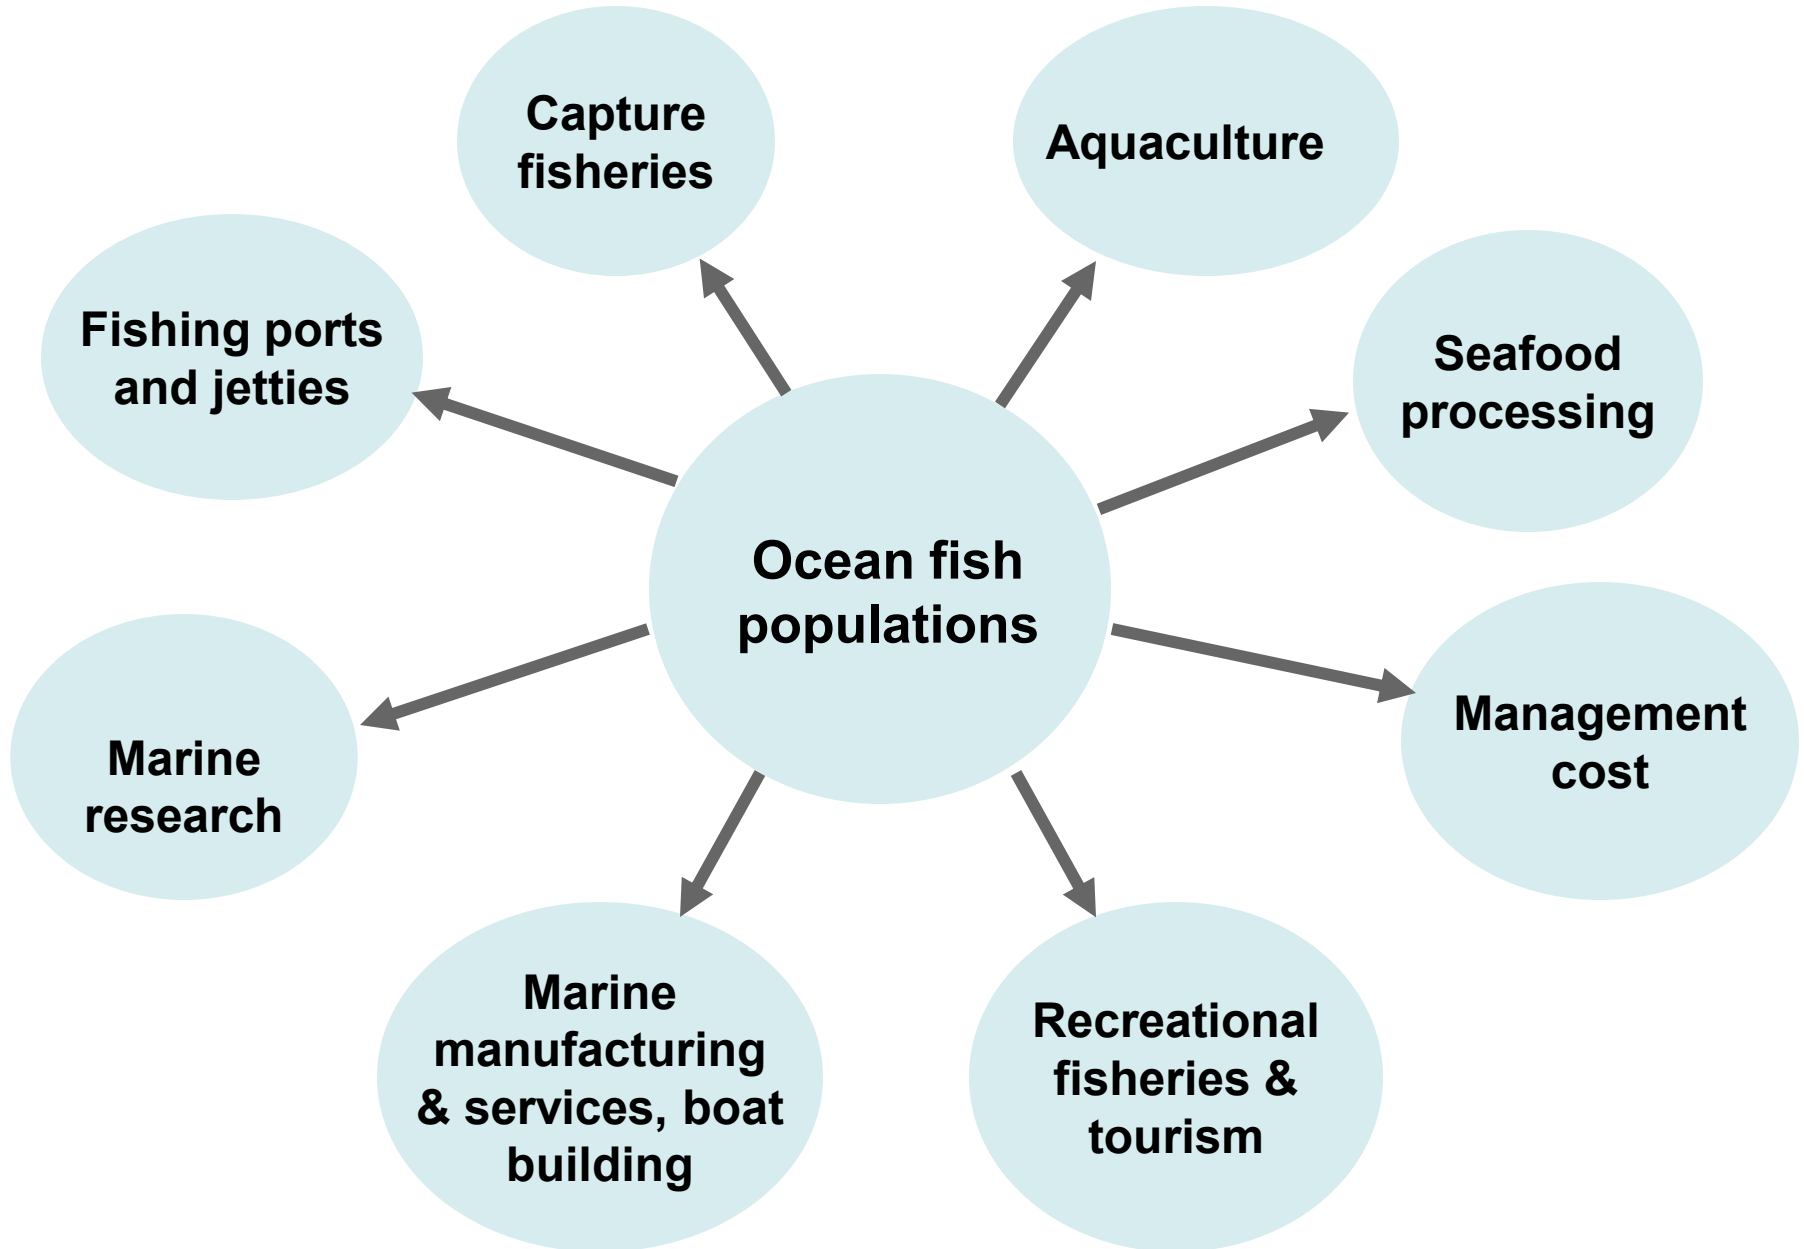 Capture
fisheries
Aquaculture
Fishing ports
and jetties
Seafood
processing
Ocean fish
populations
Marine
research
Management
cost
Marine
manufacturing
& services, boat
building
Recreational
fisheries &
tourism